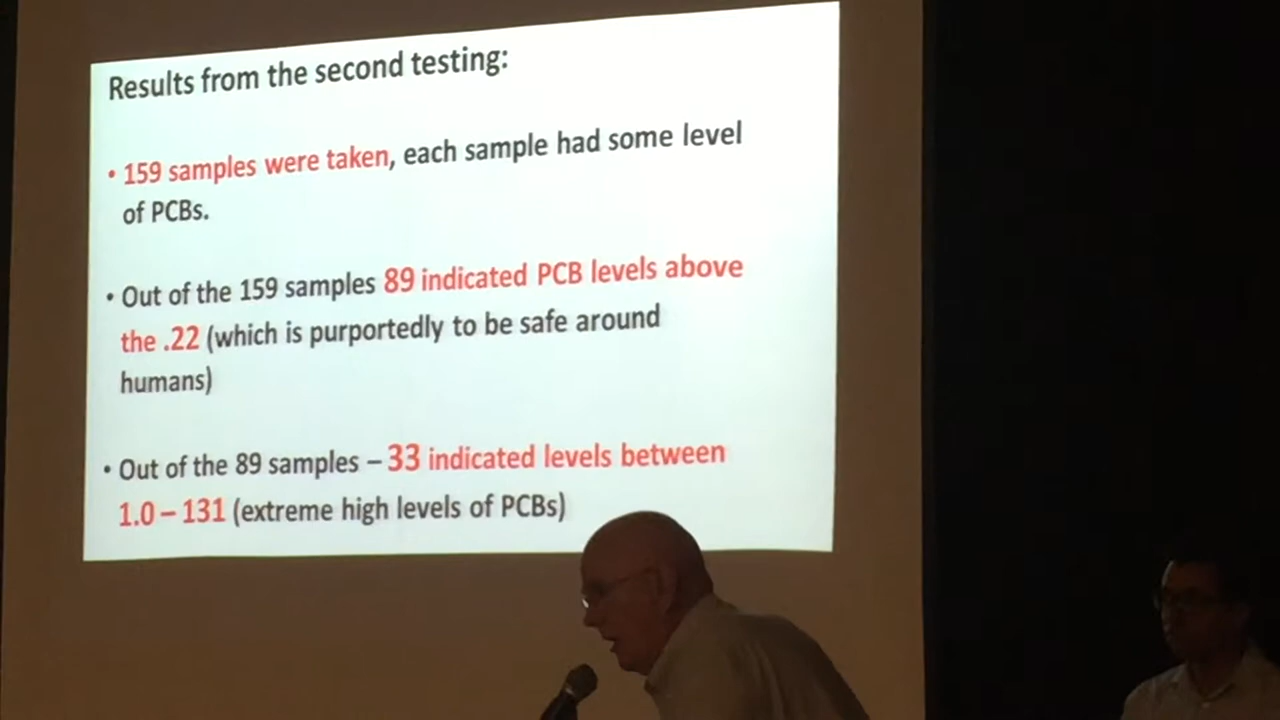 Results from the second testing:
• 159 samples were taken, each sample had some level
of PCBs.
• Out of the 159 samples 89 indicated PCB levels above
the .22 (which is purportedly to be safe around
humans)
• Out of the 89 samples – 33 indicated levels between
1.0 – 131 (extreme high levels of PCBs)